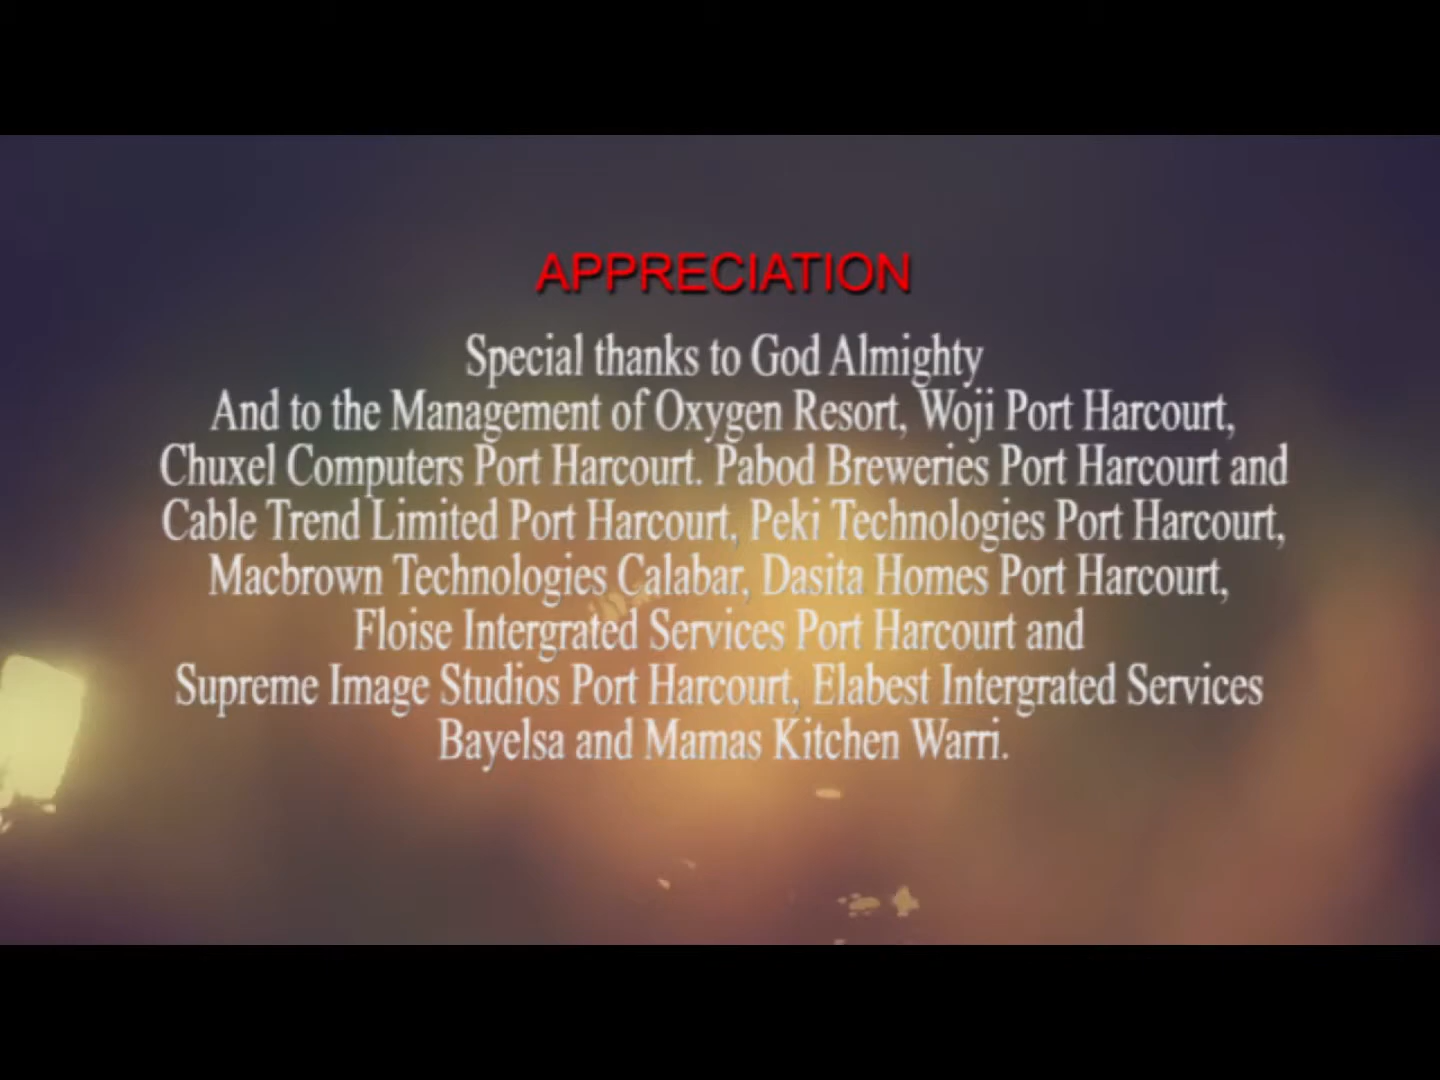 APPRECIATION
Special thanks to God Almighty
And to the Management of Oxygen Resort, Woji Port Harcourt,
Chuxel Computers Port Harcourt. Pabod Breweries Port Harcourt and
Cable Trend Limited Port Harcourt, Peki Technologies Port Harcourt,
Macbrown Technologies Calabar, Dasita Homes Port Harcourt,
Floise Intergrated Services Port Harcourt and
Supreme Image Studios Port Harcourt, Elabest Intergrated Services
Bayelsa and Mamas Kitchen Warri.